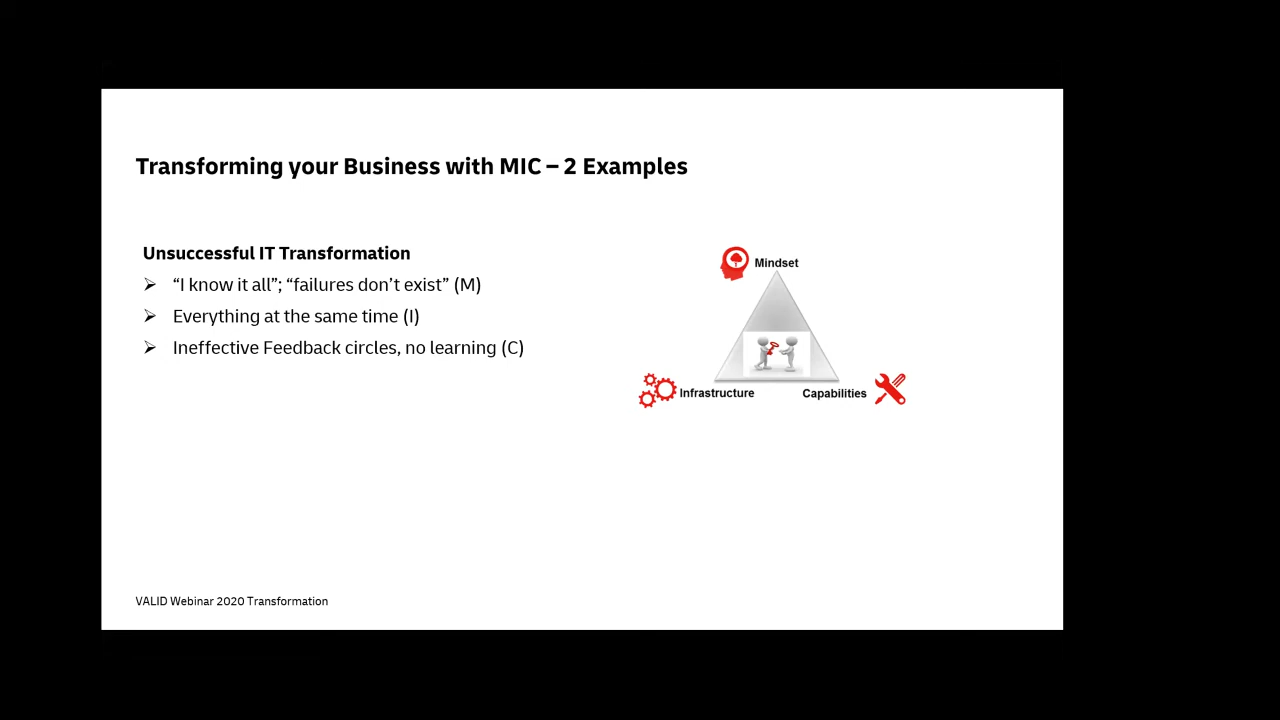 Transforming your Business with MIC – 2 Examples
Unsuccessful IT Transformation
“I know it all”; “failures don’t exist” (M)
Everything at the same time (I)
Ineffective Feedback circles, no learning (C)
Mindset
Infrastructure
Capabilities
VALID Webinar 2020 Transformation